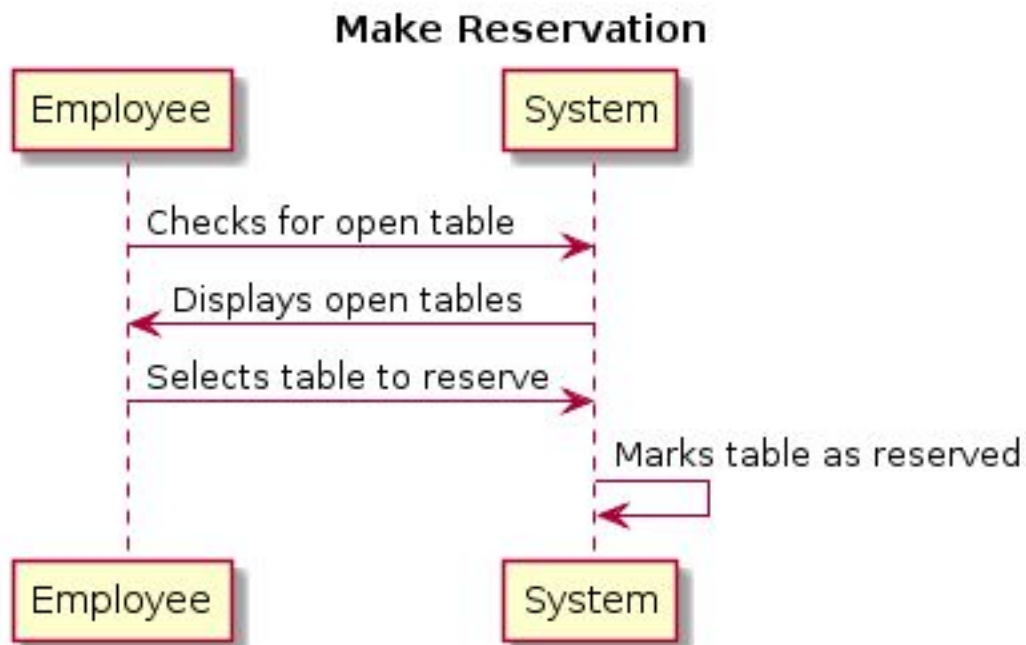 Make Reservation
Employee
System
Checks for open table
Displays open tables
Selects table to reserve
Marks table as reserved
Employee
System